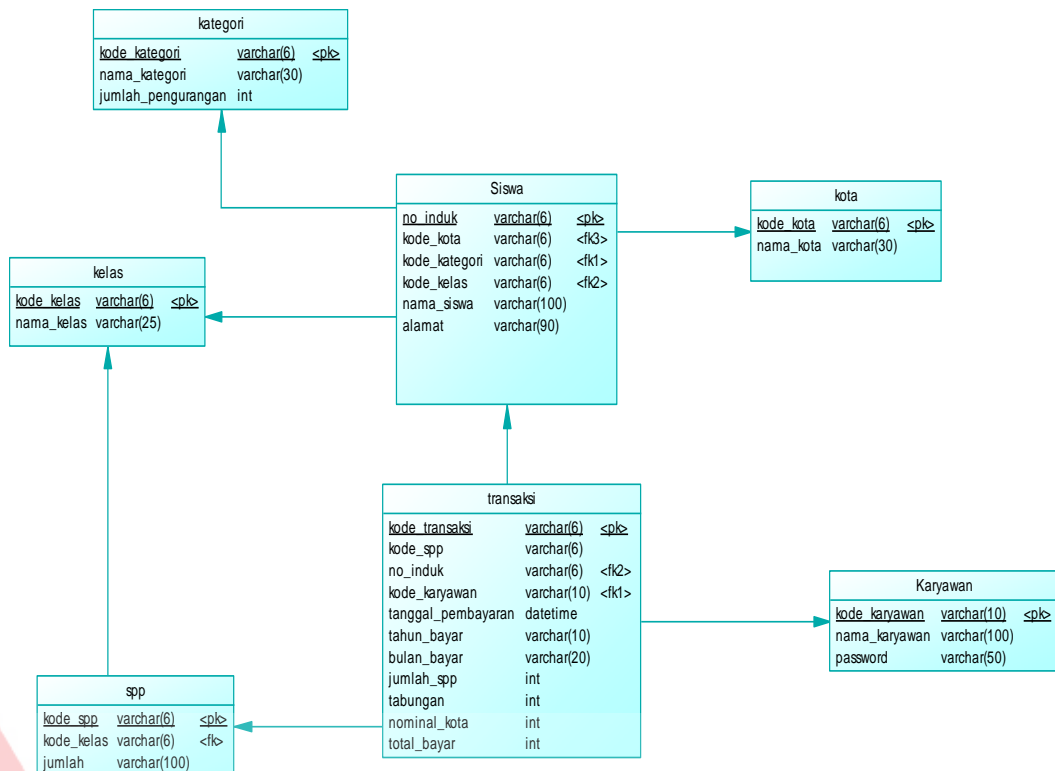 kategori
kode_kategori varchar(6) <pk>
nama_kategori varchar(30)
jumlah_pengurangan int
Siswa
no_induk varchar(6) <pk>
kode_kota varchar(6) <fk3>
kode_kategori varchar(6) <fk1>
kode_kelas varchar(6) <fk2>
nama_siswa varchar(100)
alamat varchar(90)
kota
kode_kota varchar(6) <pk>
nama_kota varchar(30)
kelas
kode_kelas varchar(6) <pk>
nama_kelas varchar(25)
transaksi
kode_transaksi varchar(6) <pk>
kode_spp varchar(6)
no_induk varchar(6) <fk2>
kode_karyawan varchar(10) <fk1>
tanggal_pembayaran datetime
tahun_bayar varchar(10)
bulan_bayar varchar(20)
jumlah_spp int
tabungan int
nominal_kota int
total_bayar int
Karyawan
kode_karyawan varchar(10) <pk>
nama_karyawan varchar(100)
password varchar(50)
spp
kode_spp varchar(6) <pk>
kode_kelas varchar(6) <fk>
jumlah varchar(100)